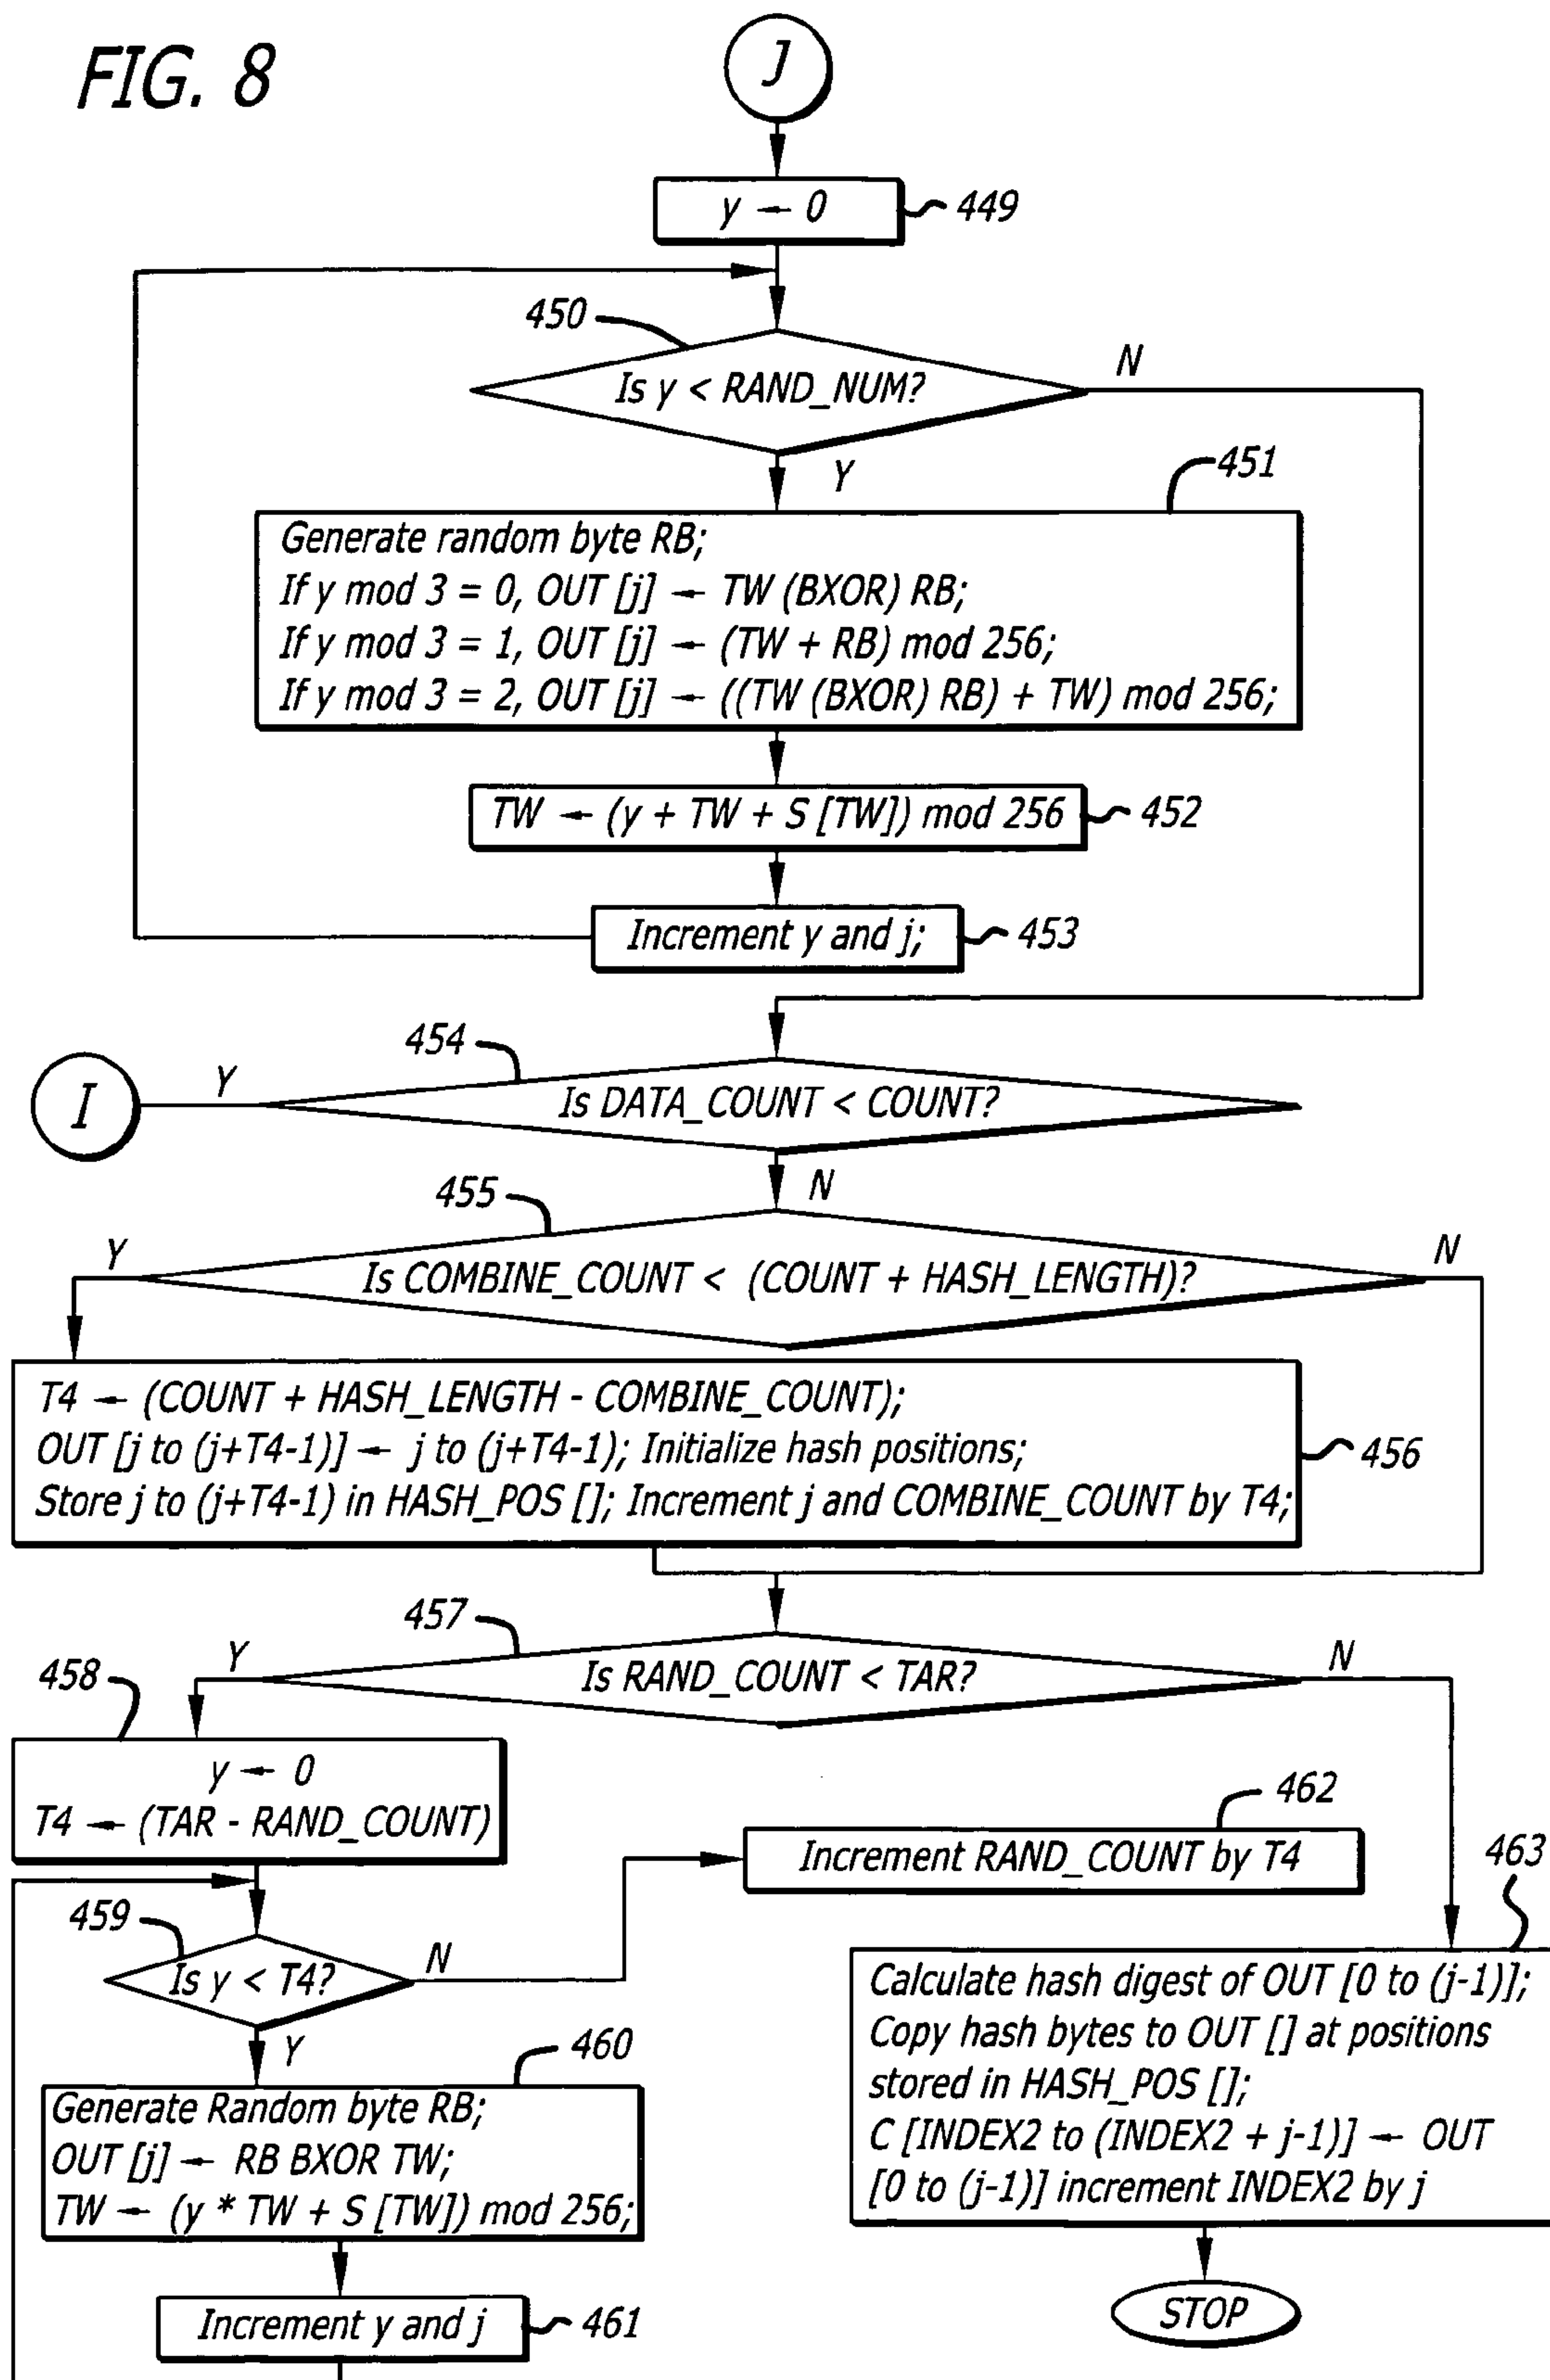 FIG. 8
J
y ← 0
449
450
Is y < RAND_NUM?
N
Y
451
Generate random byte RB;
If y mod 3 = 0, OUT [j] ← TW (BXOR) RB;
If y mod 3 = 1, OUT [j] ← (TW + RB) mod 256;
If y mod 3 = 2, OUT [j] ← ((TW (BXOR) RB) + TW) mod 256;
TW ← (y + TW + S [TW]) mod 256
452
Increment y and j;
453
454
I
Y
Is DATA_COUNT < COUNT?
N
455
Y
Is COMBINE_COUNT < (COUNT + HASH_LENGTH)?
N
T4 ← (COUNT + HASH_LENGTH - COMBINE_COUNT);
OUT [j to (j+T4-1)] ← j to (j+T4-1); Initialize hash positions;
Store j to (j+T4-1) in HASH_POS []; Increment j and COMBINE_COUNT by T4;
456
457
Y
Is RAND_COUNT < TAR?
N
458
y ← 0
T4 ← (TAR - RAND_COUNT)
462
Increment RAND_COUNT by T4
463
459
Is y < T4?
N
Y
460
Generate Random byte RB;
OUT [j] ← RB BXOR TW;
TW ← (y * TW + S [TW]) mod 256;
Increment y and j
461
Calculate hash digest of OUT [0 to (j-1)];
Copy hash bytes to OUT [] at positions
stored in HASH_POS [];
C [INDEX2 to (INDEX2 + j-1)] ← OUT
[0 to (j-1)] increment INDEX2 by j
STOP